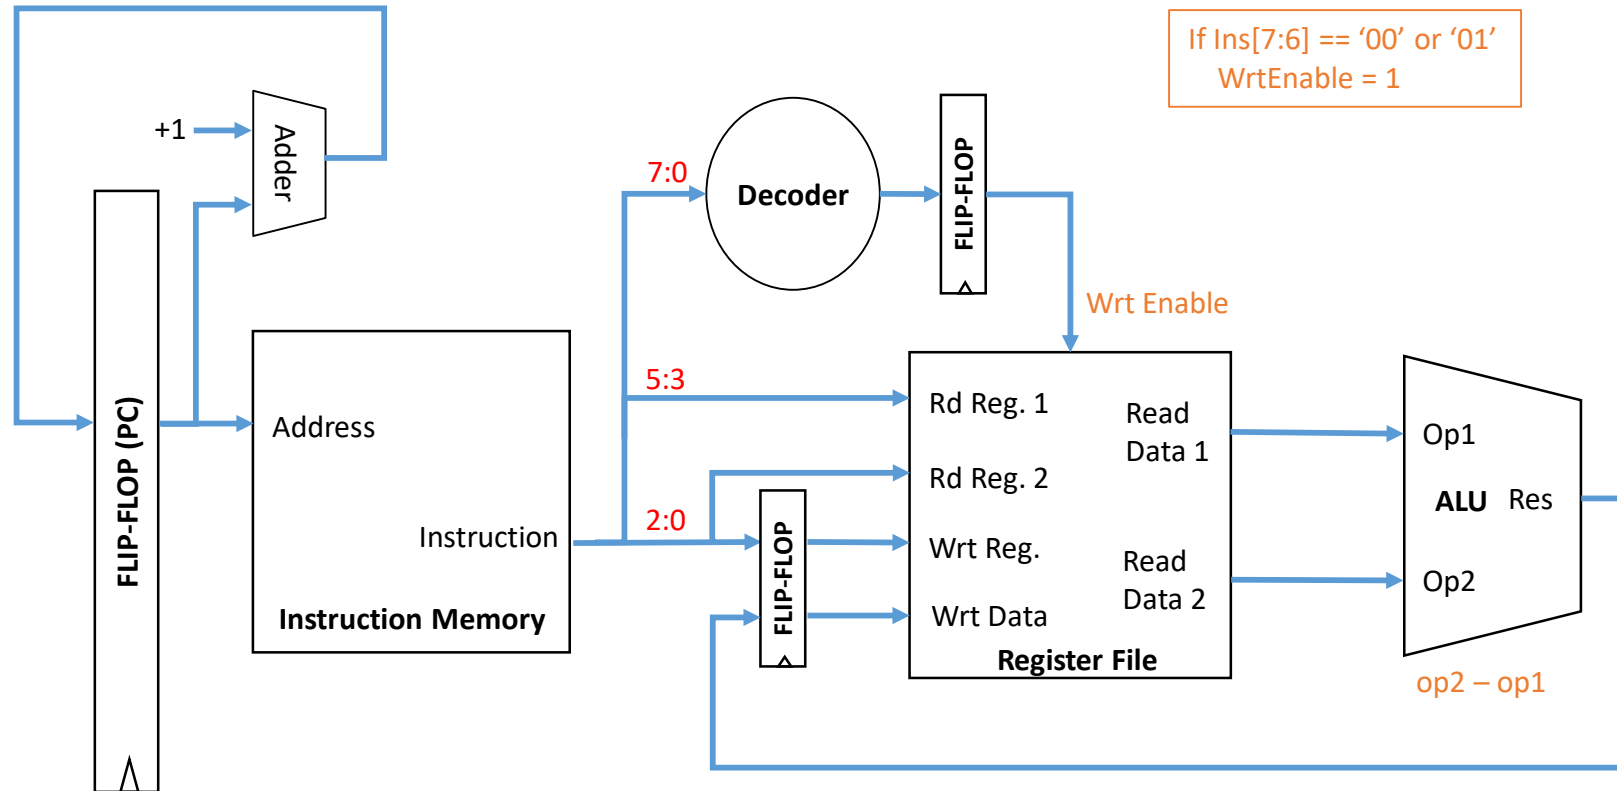 If Ins[7:6] == ‘00’ or ‘01’
WrtEnable = 1
+1
Adder
7:0
Decoder
FLIP-FLOP
Wrt Enable
FLIP-FLOP (PC)
Address
Instruction
Instruction Memory
5:3
2:0
FLIP-FLOP
Rd Reg. 1
Rd Reg. 2
Wrt Reg.
Wrt Data
Read
Data 1
Read
Data 2
Register File
Op1
ALU
Res
Op2
op2 – op1